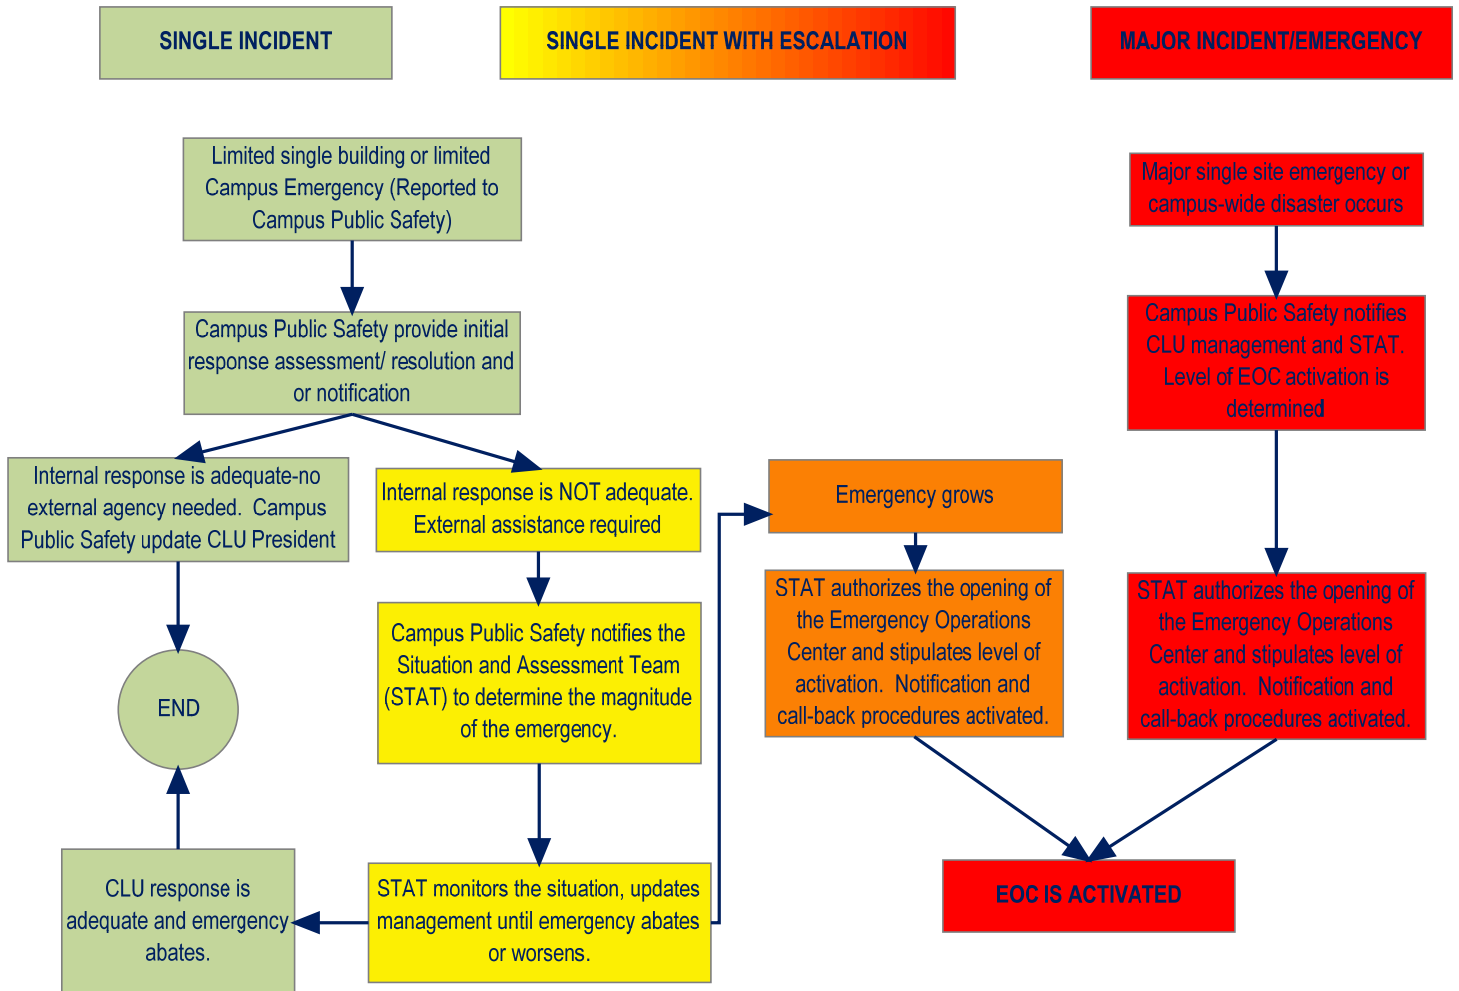 SINGLE INCIDENT
SINGLE INCIDENT WITH ESCALATION
MAJOR INCIDENT/EMERGENCY
Limited single building or limited
Campus Emergency (Reported to
Campus Public Safety)
Major single site emergency or
campus-wide disaster occurs
Campus Public Safety provide initial
response assessment/ resolution and
or notification
Campus Public Safety notifies
CLU management and STAT.
Level of EOC activation is
determined
Internal response is adequate-no
external agency needed.  Campus
Public Safety update CLU President
Internal response is NOT adequate.
External assistance required
Emergency grows
STAT authorizes the opening of
the Emergency Operations
Center and stipulates level of
activation.  Notification and
call-back procedures activated.
STAT authorizes the opening of
the Emergency Operations
Center and stipulates level of
activation.  Notification and
call-back procedures activated.
Campus Public Safety notifies the
Situation and Assessment Team
(STAT) to determine the magnitude
of the emergency.
END
CLU response is
adequate and emergency
abates.
STAT monitors the situation, updates
management until emergency abates
or worsens.
EOC IS ACTIVATED